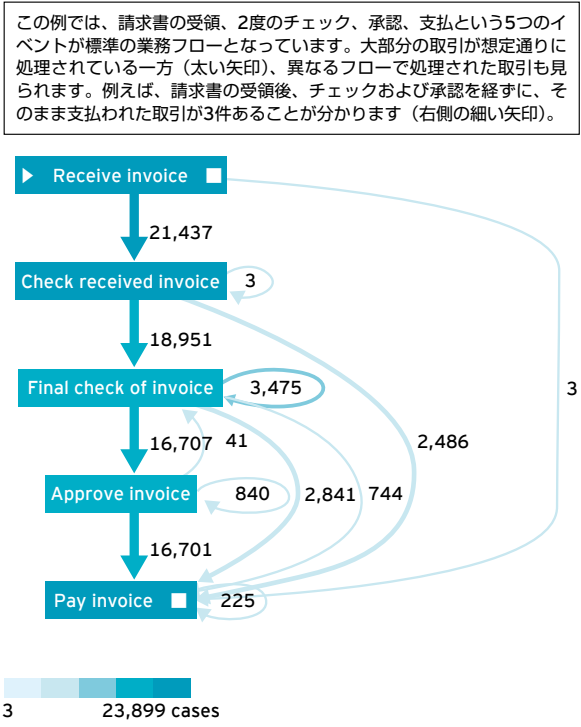 この例では、請求書の受領、2度のチェック、承認、支払という5つのイ
ベントが標準の業務フローとなっています。大部分の取引が想定通りに
処理されている一方（太い矢印）、異なるフローで処理された取引も見
られます。例えば、請求書の受領後、チェックおよび承認を経ずに、そ
のまま支払われた取引が3件あることが分かります（右側の細い矢印）。
Receive invoice
21,437
Check received invoice
3
18,951
Final check of invoice
3,475
3
16,707
41
2,486
Approve invoice
840
2,841
744
16,701
Pay invoice
225
3
23,899 cases